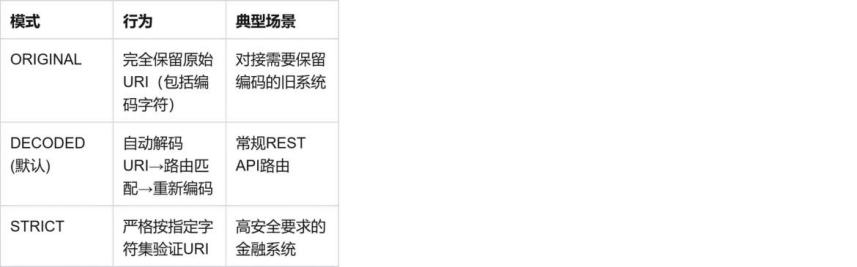 模式 行为 典型场景
ORIGINAL 完全保留原始 对接需要保留
URI（包括编 编码的旧系统
码字符）
DECODED 自动解码 常规REST
(默认) URI→路由匹 API路由
配→重新编码
STRICT 严格按指定字 高安全要求的
符集验证URI 金融系统